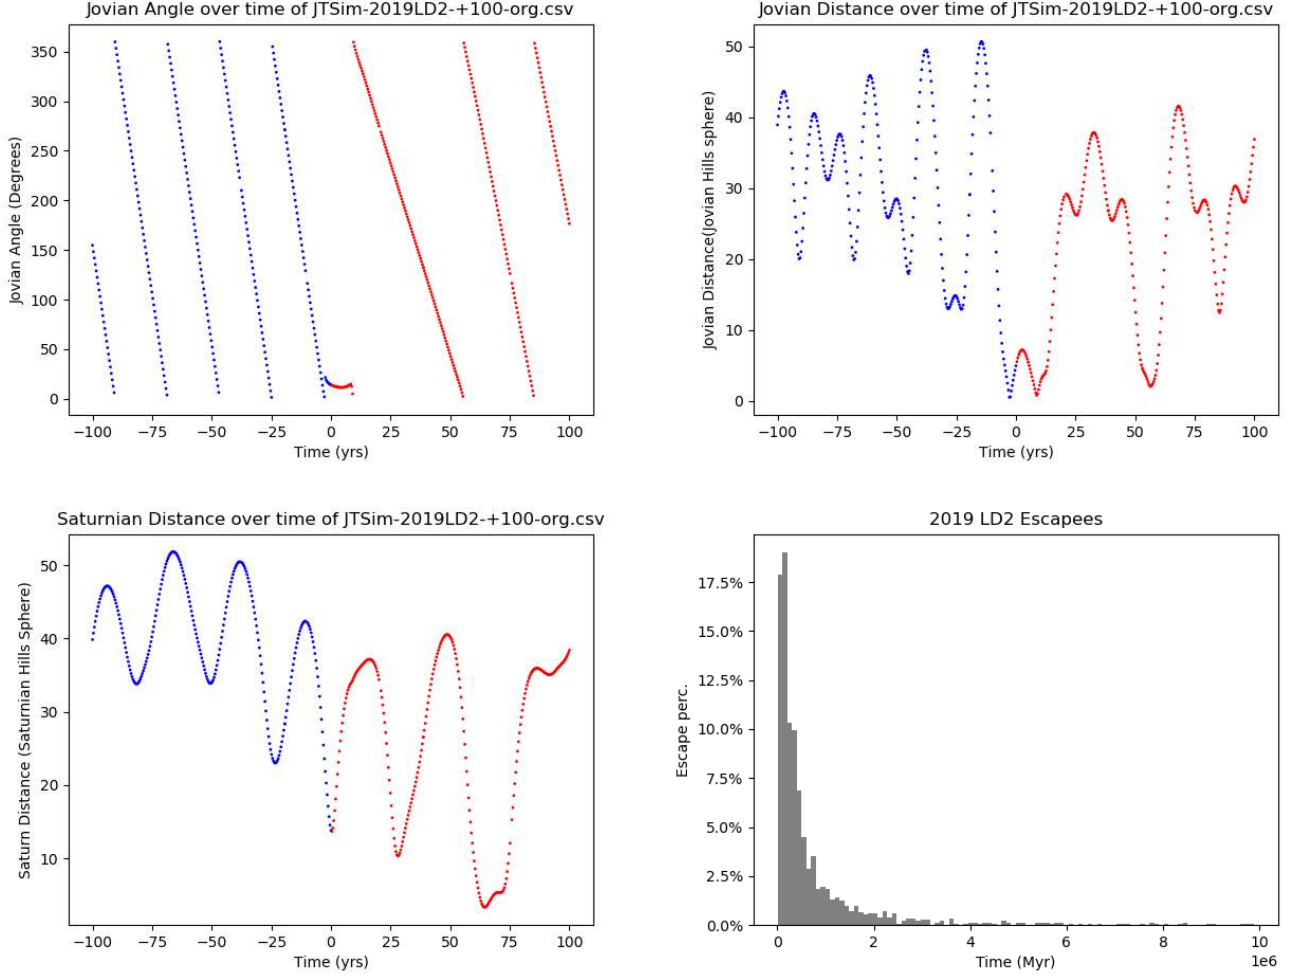 Jovian Angle over time of JTSim-2019LD2-+100-org.csv
Jovian Angle (Degrees)
350
300
250
200
150
100
50
0
−100 −75 −50 −25 0 25 50 75 100
Time (yrs)
Jovian Distance over time of JTSim-2019LD2-+100-org.csv
Jovian Distance(Jovian Hills sphere)
50
40
30
20
10
0
−100 −75 −50 −25 0 25 50 75 100
Time (yrs)
Saturnian Distance over time of JTSim-2019LD2-+100-org.csv
Saturn Distance (Saturnian Hills Sphere)
50
40
30
20
10
−100 −75 −50 −25 0 25 50 75 100
Time (yrs)
2019 LD2 Escapees
Escape perc.
17.5%
15.0%
12.5%
10.0%
7.5%
5.0%
2.5%
0.0%
0 2 4 6 8 10
Time (Myr)
1e6